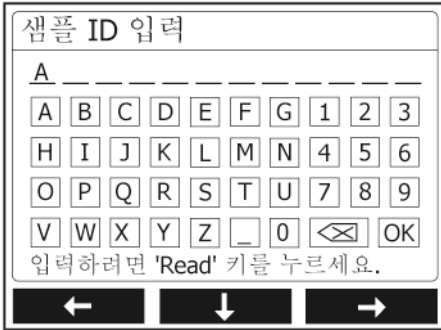 샘플 ID 입력
A _ _ _ _ _ _ _ _ _ _
A B C D E F G 1 2 3
H I J K L M N 4 5 6
O P Q R S T U 7 8 9
V W X Y Z _ 0 ⌫ OK
입력하려면 'Read' 키를 누르세요.
← ↓ →